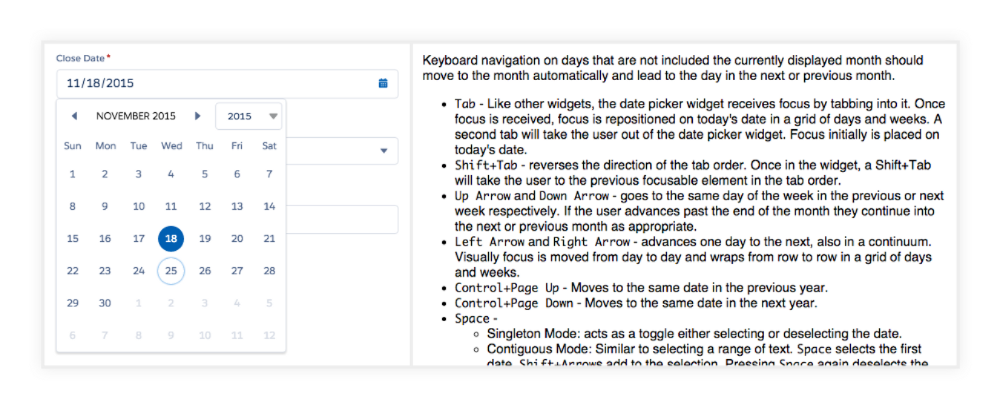 Close Date*
11/18/2015
NOVEMBER 2015 2015
Sun Mon Tue Wed Thu Fri Sat
1 2 3 4 5 6 7
8 9 10 11 12 13 14
15 16 17 18 19 20 21
22 23 24 25 26 27 28
29 30 1 2 3 4 5
6 7 8 9 10 11 12
Keyboard navigation on days that are not included the currently displayed month should
move to the month automatically and lead to the day in the next or previous month.
• Tab - Like other widgets, the date picker widget receives focus by tabbing into it. Once
focus is received, focus is repositioned on today's date in a grid of days and weeks. A
second tab will take the user out of the date picker widget. Focus initially is placed on
today's date.
• Shift+Tab - reverses the direction of the tab order. Once in the widget, a Shift+Tab
will take the user to the previous focusable element in the tab order.
• Up Arrow and Down Arrow - goes to the same day of the week in the previous or next
week respectively. If the user advances past the end of the month they continue into
the next or previous month as appropriate.
• Left Arrow and Right Arrow - advances one day to the next, also in a continuum.
Visually focus is moved from day to day and wraps from row to row in a grid of days
and weeks.
• Control+Page Up - Moves to the same date in the previous year.
• Control+Page Down - Moves to the same date in the next year.
• Space -
○ Singleton Mode: acts as a toggle either selecting or deselecting the date.
○ Contiguous Mode: Similar to selecting a range of text. Space selects the first
date. Shift+Arrows add to the selection. Pressing Space again deselects the